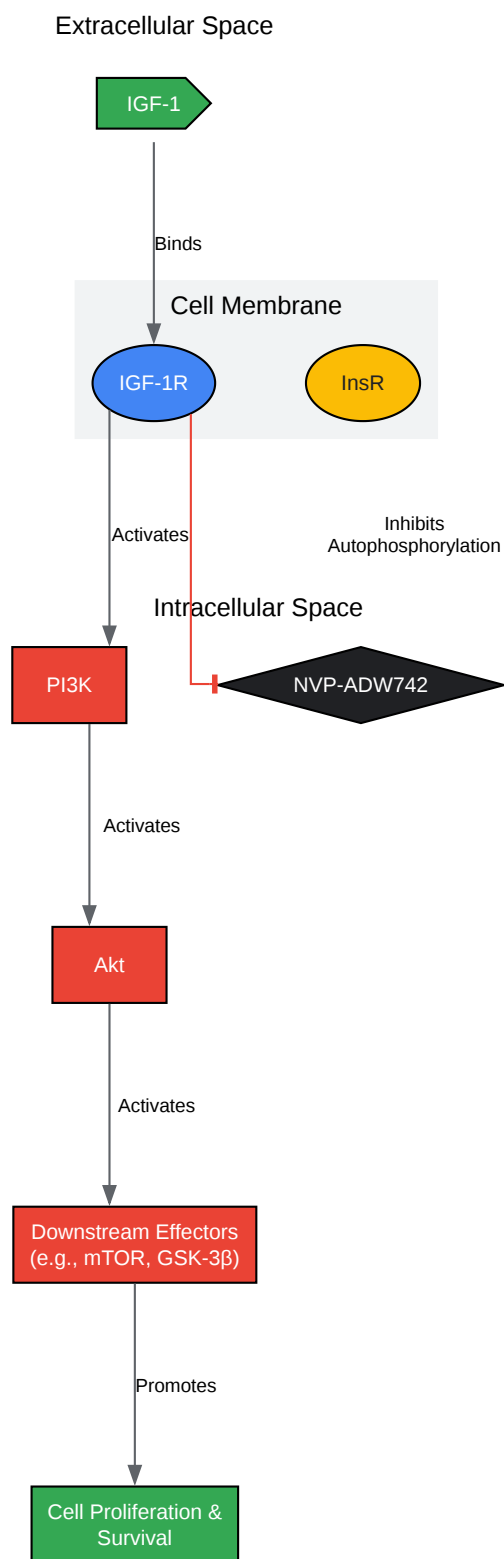 Extracellular Space
IGF-1
Binds
Cell Membrane
IGF-1R
InsR
Activates
Inhibits
Autophosphorylation
Intracellular Space
PI3K
NVP-ADW742
Activates
Akt
Activates
Downstream Effectors
(e.g., mTOR, GSK-3β)
Promotes
Cell Proliferation &
Survival